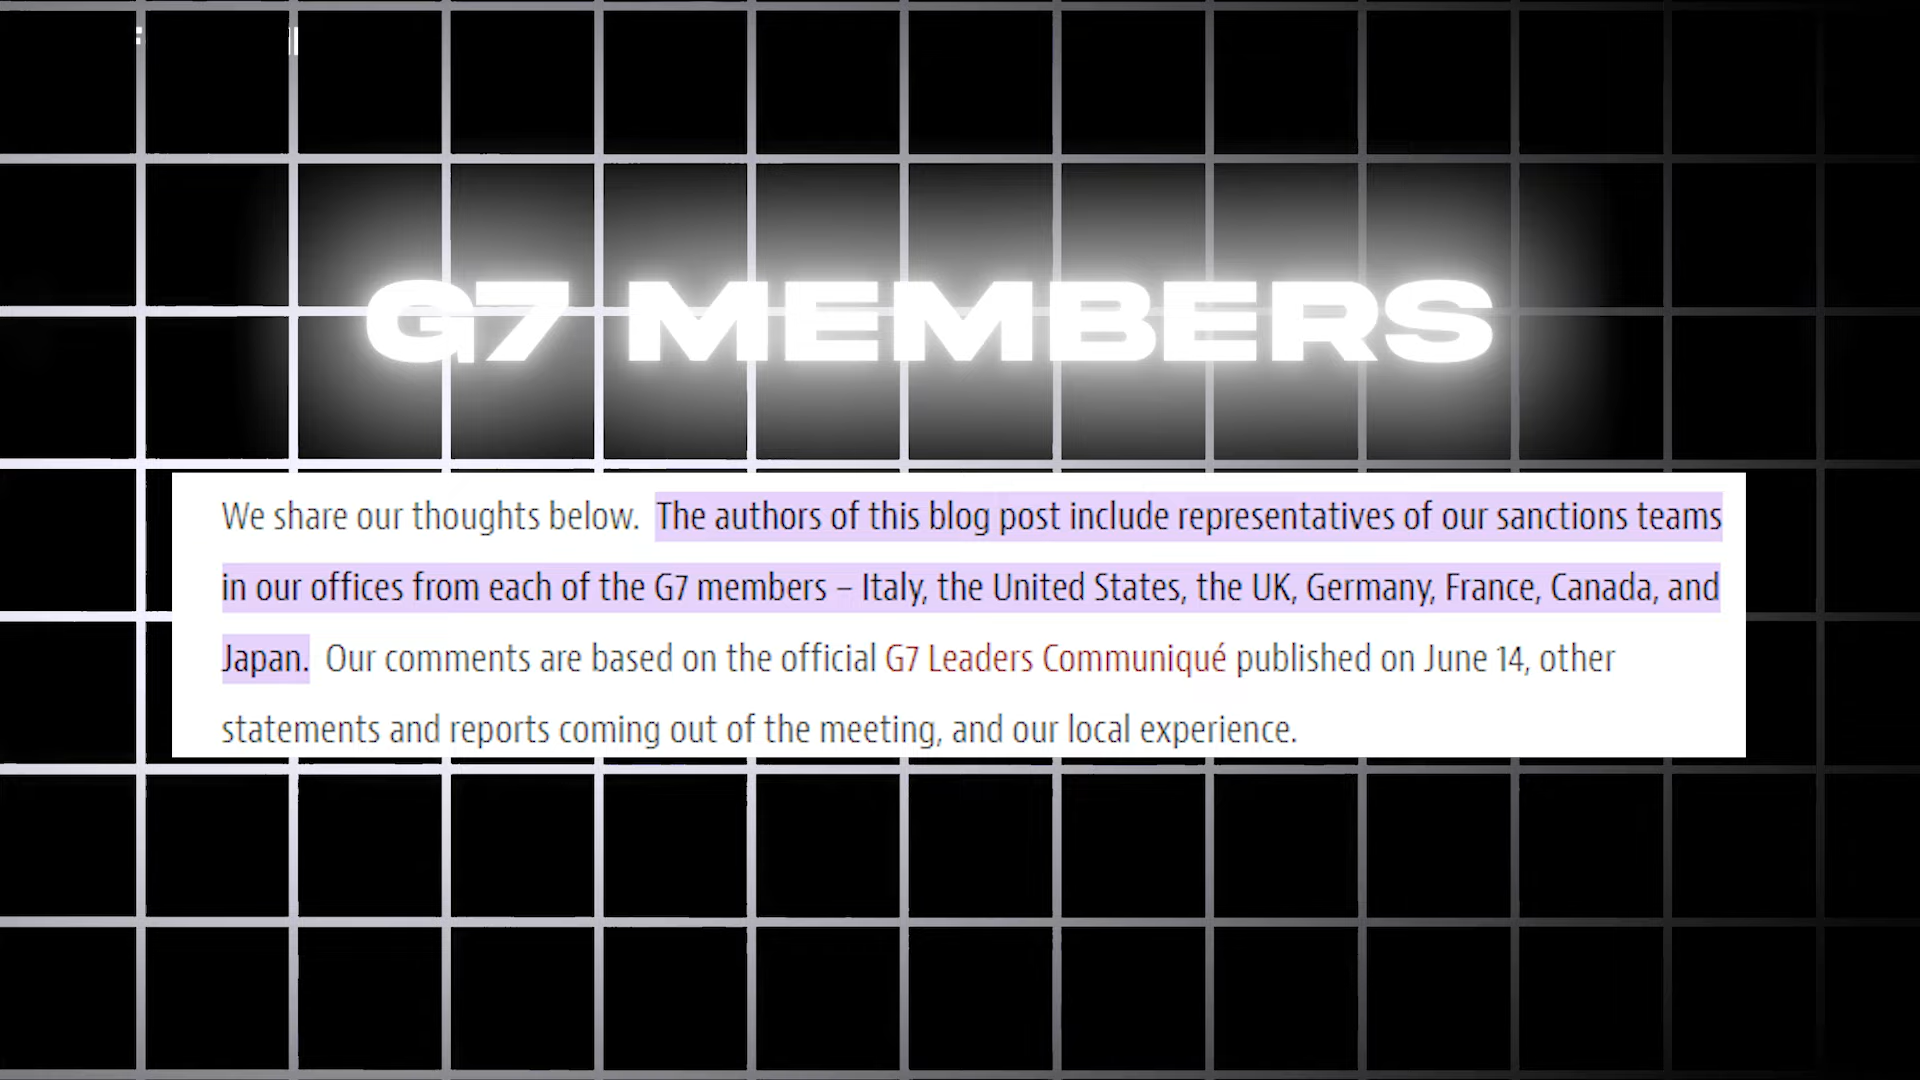 G7 MEMBERS
We share our thoughts below. The authors of this blog post include representatives of our sanctions teams
in our offices from each of the G7 members – Italy, the United States, the UK, Germany, France, Canada, and
Japan. Our comments are based on the official G7 Leaders Communiqué published on June 14, other
statements and reports coming out of the meeting, and our local experience.